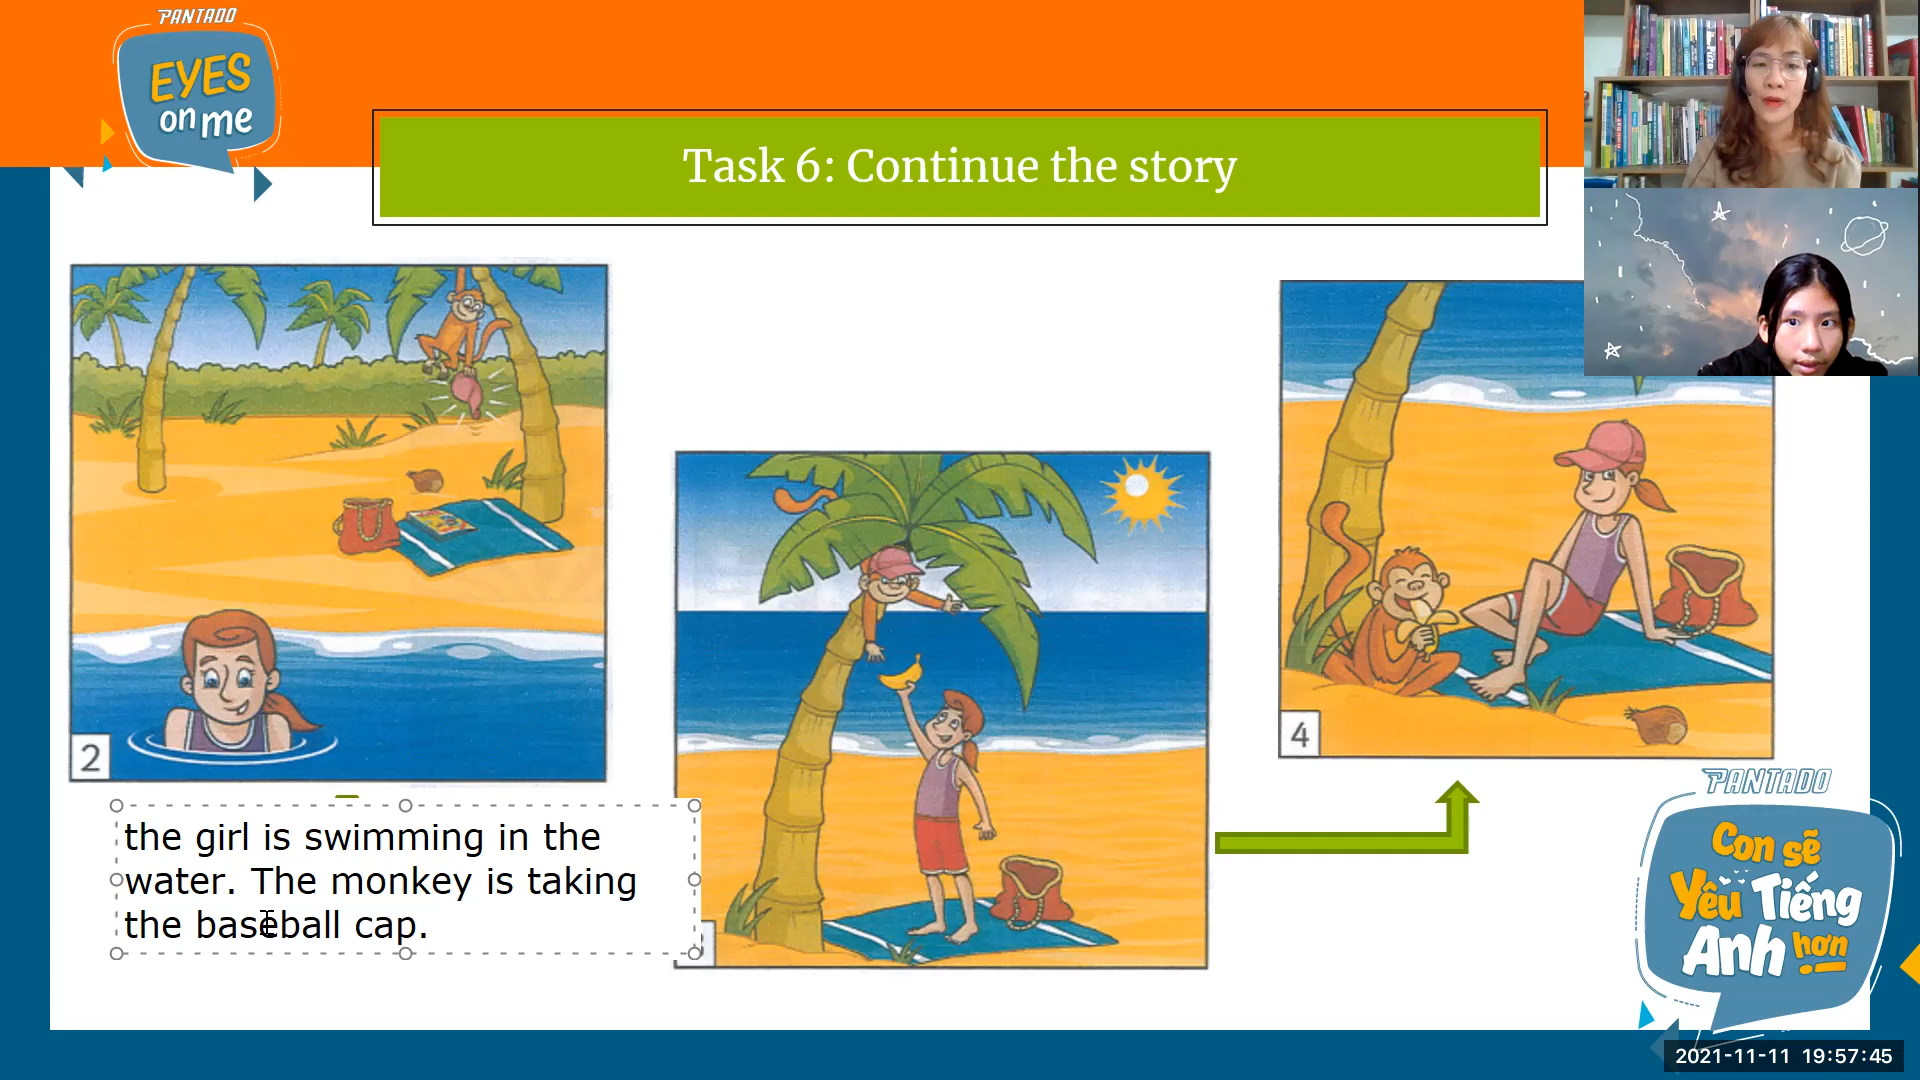 PANTADO
EYES
on me
Task 6: Continue the story
2
4
the girl is swimming in the
water. The monkey is taking
the baseball cap.
PANTADO
Con sẽ
Yêu Tiếng
Anh hơn
2021-11-11 19:57:45